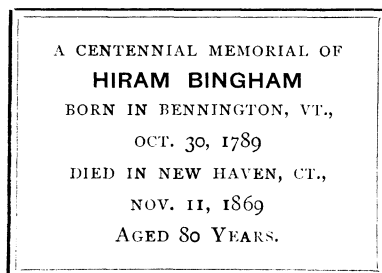 A CENTENNIAL MEMORIAL OF
HIRAM BINGHAM
BORN IN BENNINGTON, VT.,
OCT. 30, 1789
DIED IN NEW HAVEN, CT.,
NOV. 11, 1869
AGED 80 YEARS.